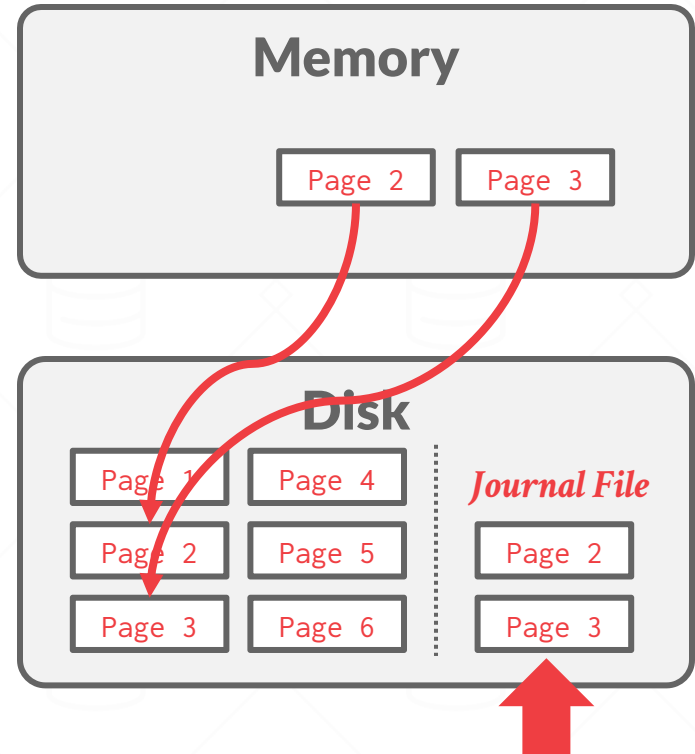 Memory
Page 2 Page 3
Disk
Page 1 Page 4
Journal File
Page 2 Page 5 Page 2
Page 3 Page 6 Page 3